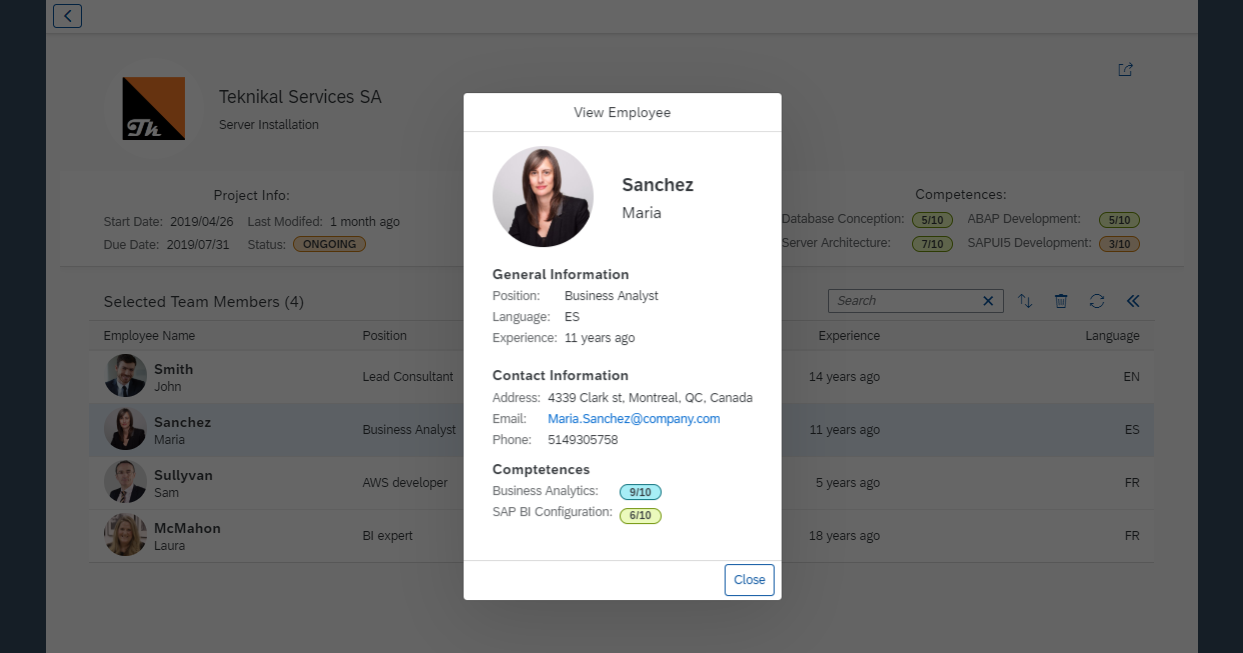 Teknikal Services SA
Server Installation
Tk
Project Info:
Start Date: 2019/04/26 Last Modifed: 1 month ago
Due Date: 2019/07/31 Status: ONGOING
Competences:
Database Conception: 5/10 ABAP Development: 5/10
Server Architecture: 7/10 SAPUI5 Development: 3/10
Selected Team Members (4)
Search
Employee Name Position Experience Language
Smith
John
Lead Consultant 14 years ago EN
Sanchez
Maria
Business Analyst 11 years ago ES
Sullyvan
Sam
AWS developer 5 years ago FR
McMahon
Laura
BI expert 18 years ago FR
View Employee
Sanchez
Maria
General Information
Position: Business Analyst
Language: ES
Experience: 11 years ago
Contact Information
Address: 4339 Clark st, Montreal, QC, Canada
Email: Maria.Sanchez@company.com
Phone: 5149305758
Comptetences
Business Analytics: 9/10
SAP BI Configuration: 6/10
Close